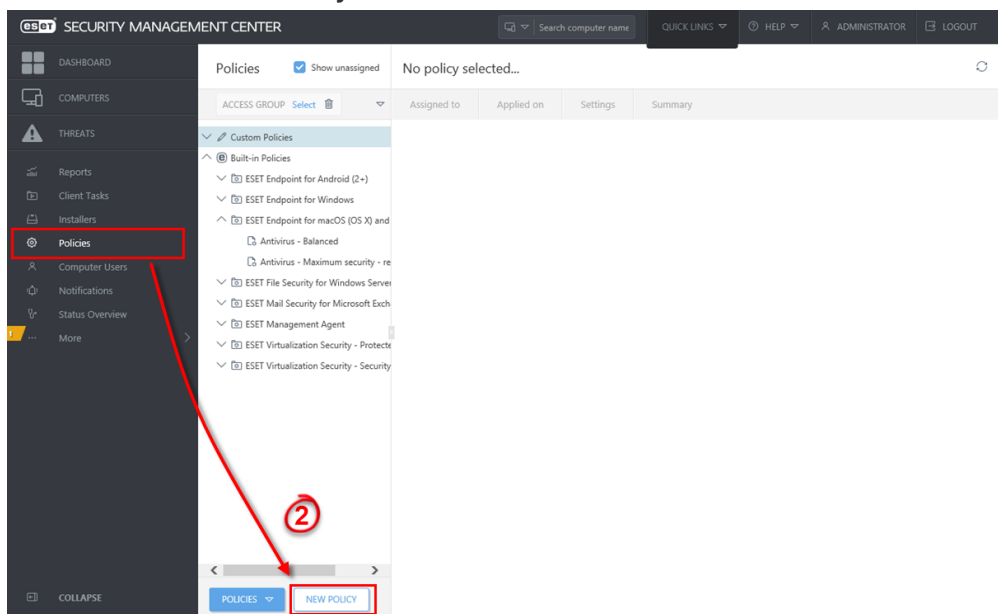 eset SECURITY MANAGEMENT CENTER
Search computer name
QUICK LINKS
HELP
ADMINISTRATOR
LOGOUT
DASHBOARD
COMPUTERS
THREATS
Reports
Client Tasks
Installers
Policies
Computer Users
Notifications
Status Overview
More
COLLAPSE
Policies
Show unassigned
ACCESS GROUP Select
Custom Policies
Built-in Policies
ESET Endpoint for Android (2+)
ESET Endpoint for Windows
ESET Endpoint for macOS (OS X) and
Antivirus - Balanced
Antivirus - Maximum security - re
ESET File Security for Windows Server
ESET Mail Security for Microsoft Exch
ESET Management Agent
ESET Virtualization Security - Protecte
ESET Virtualization Security - Security
2
POLICIES
NEW POLICY
No policy selected...
Assigned to Applied on Settings Summary